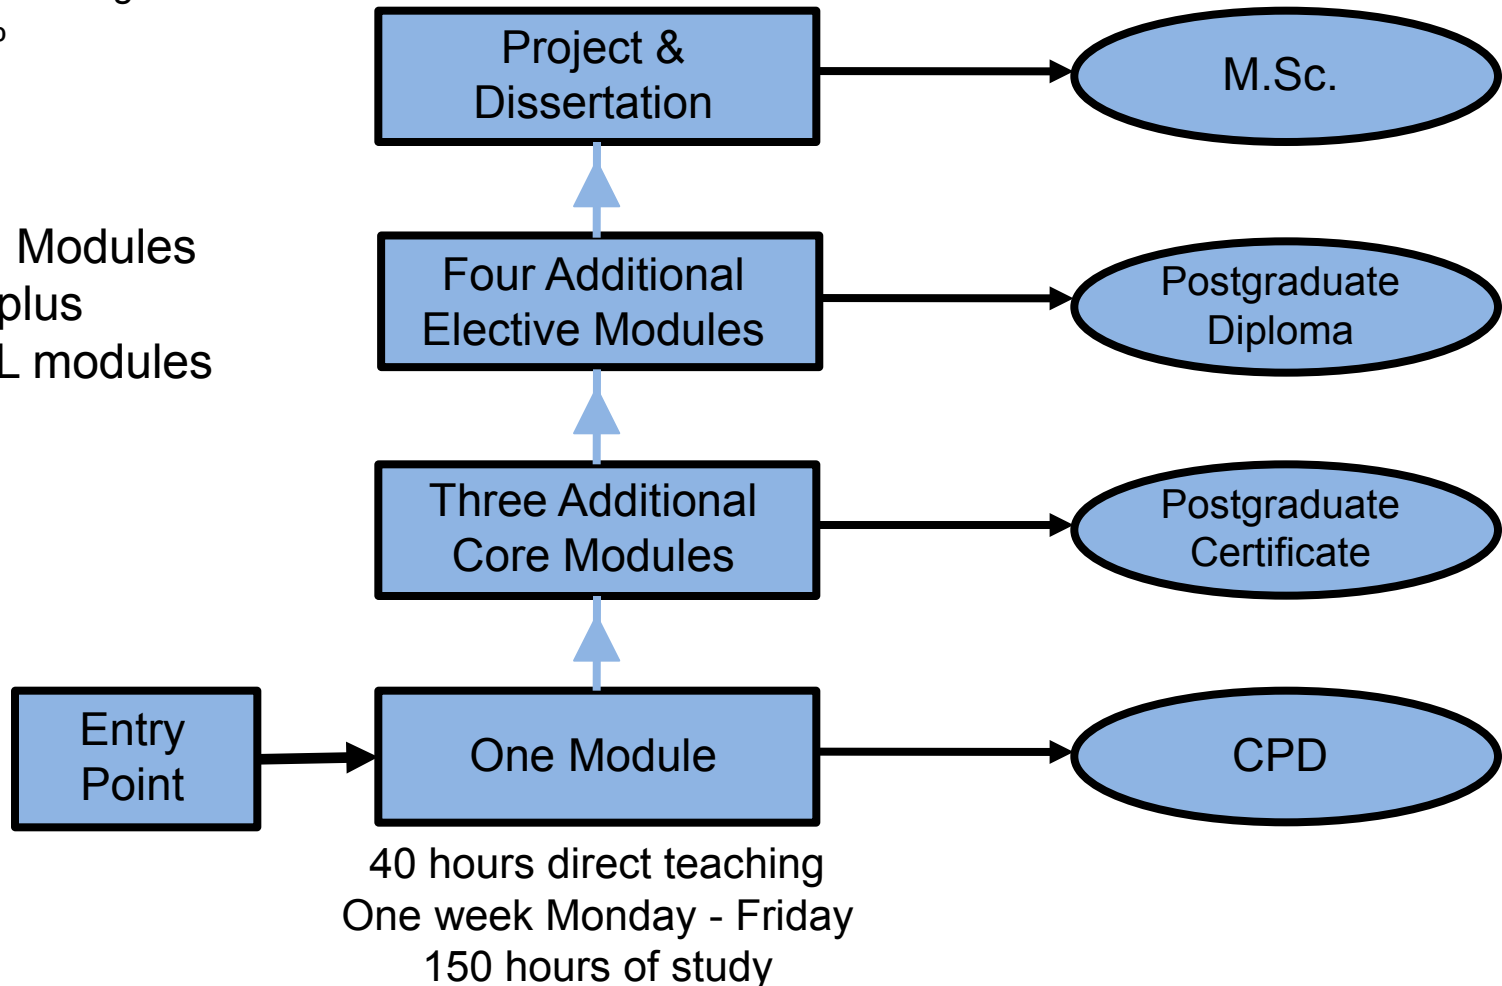 Project &
Dissertation
M.Sc.
Modules
plus
L modules
Four Additional
Elective Modules
Postgraduate
Diploma
Three Additional
Core Modules
Postgraduate
Certificate
Entry
Point
One Module
CPD
40 hours direct teaching
One week Monday - Friday
150 hours of study